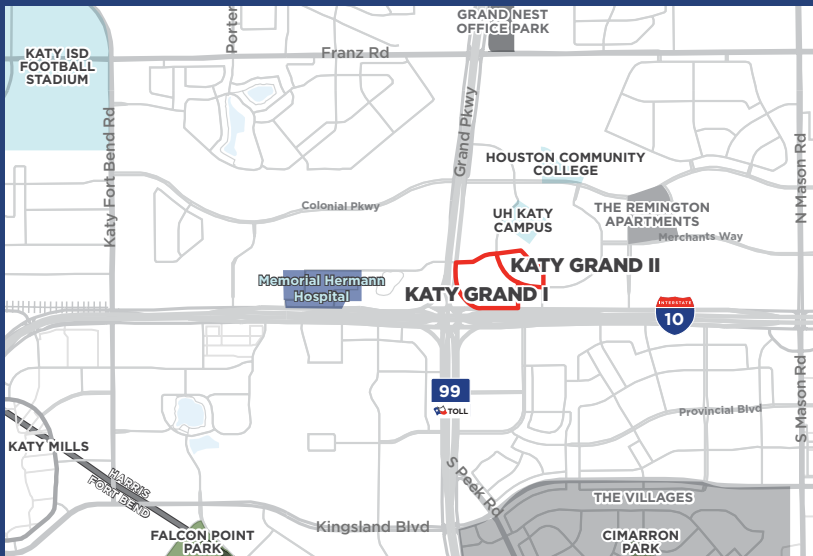 GRAND NEST
OFFICE PARK
Porter
Franz Rd
KATY ISD
FOOTBALL
STADIUM
Katy Fort Bend Rd
Grand Pkwy
N Mason Rd
HOUSTON COMMUNITY
COLLEGE
Colonial Pkwy
UH KATY
CAMPUS
THE REMINGTON
APARTMENTS
Merchants Way
KATY GRAND II
Memorial Hermann
Hospital
KATY GRAND I
INTERSTATE
10
99
TOLL
Provincial Blvd
S Mason Rd
KATY MILLS
HARRIS
FORT BEND
S Peek Rd
THE VILLAGES
Kingsland Blvd
FALCON POINT
PARK
CIMARRON
PARK